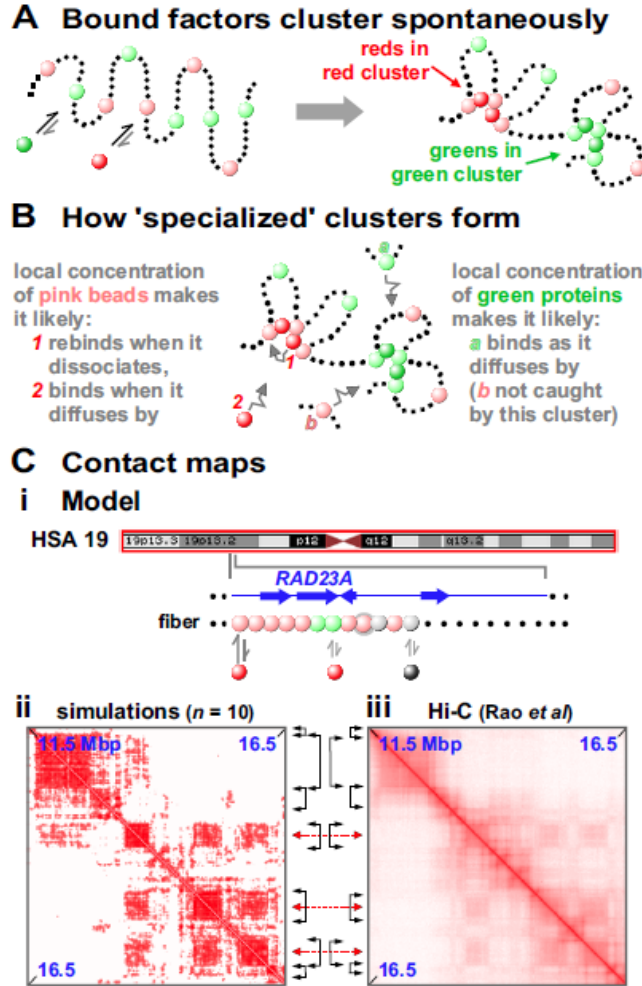 A Bound factors cluster spontaneously
reds in
red cluster
greens in
green cluster
B How 'specialized' clusters form
local concentration
of pink beads makes
it likely:
1 rebinds when it
dissociates,
2 binds when it
diffuses by
a
1
2
b
local concentration
of green proteins
makes it likely:
a binds as it
diffuses by
(b not caught
by this cluster)
C Contact maps
i Model
HSA 19
19p13.3 19p13.2 p12 q12 q13.2
RAD23A
fiber
ii simulations (n = 10)
11.5 Mbp 16.5
16.5
iii Hi-C (Rao et al)
11.5 Mbp 16.5
16.5